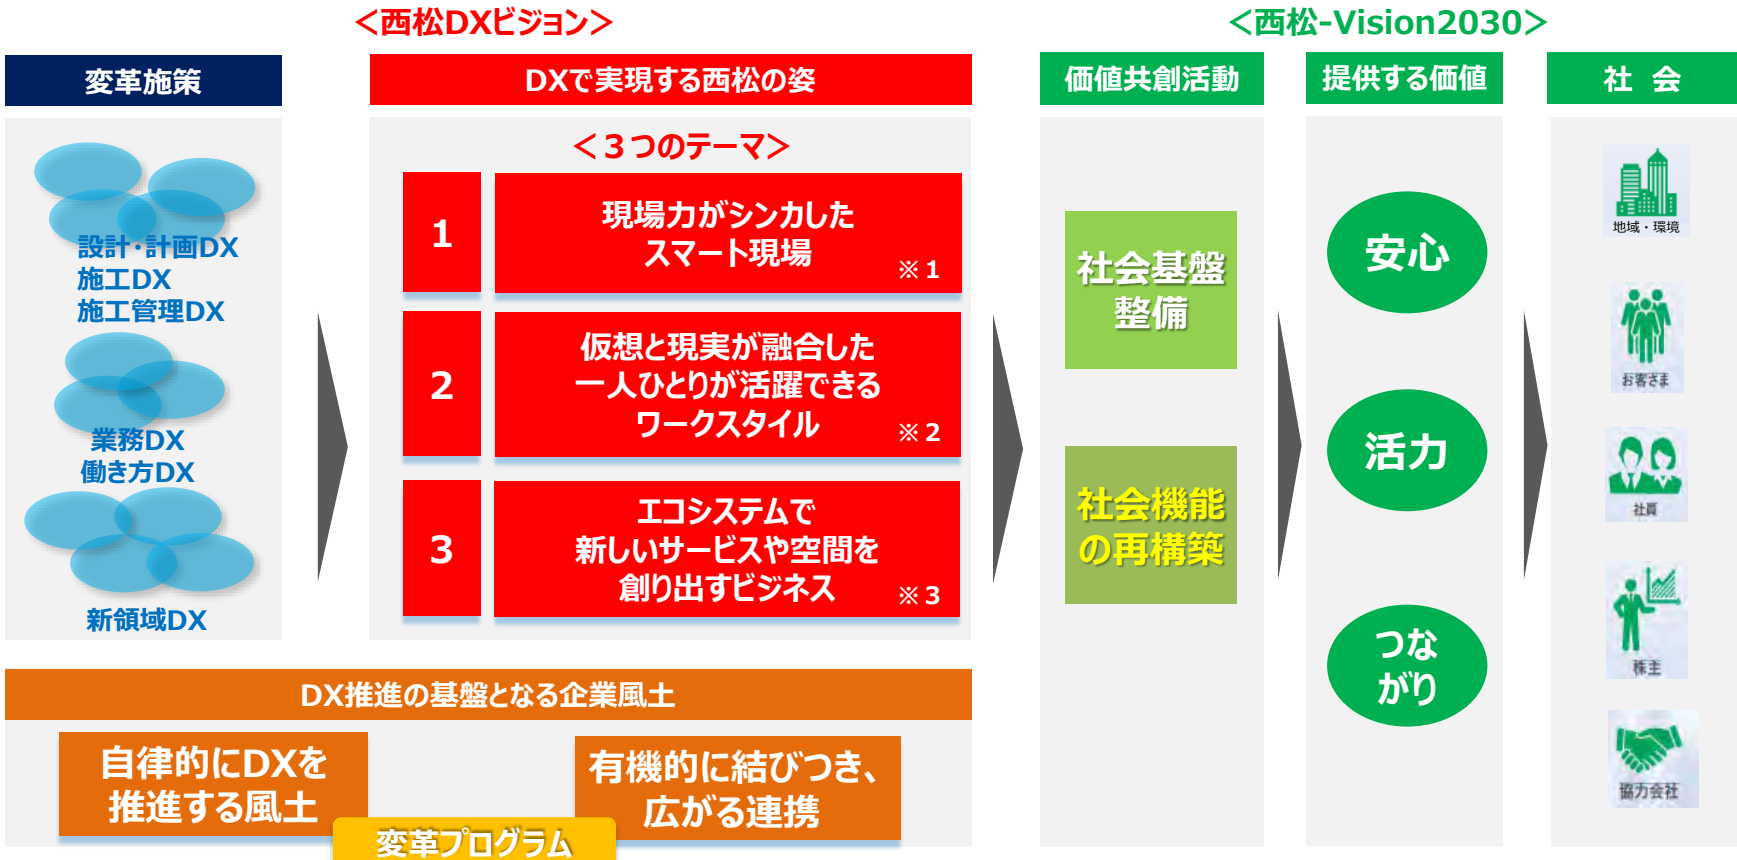 ＜西松DXビジョン＞
＜西松-Vision2030＞
変革施策
設計・計画DX
施工DX
施工管理DX
業務DX
働き方DX
新領域DX
DXで実現する西松の姿
＜３つのテーマ＞
1
現場力がシンカした
スマート現場
※１
2
仮想と現実が融合した
一人ひとりが活躍できる
ワークスタイル
※２
3
エコシステムで
新しいサービスや空間を
創り出すビジネス
※３
価値共創活動
社会基盤
整備
社会機能
の再構築
提供する価値
安心
活力
つな
がり
社 会
地域・環境
お客さま
社員
株主
協力会社
DX推進の基盤となる企業風土
自律的にDXを
推進する風土
有機的に結びつき、
広がる連携
変革プログラム